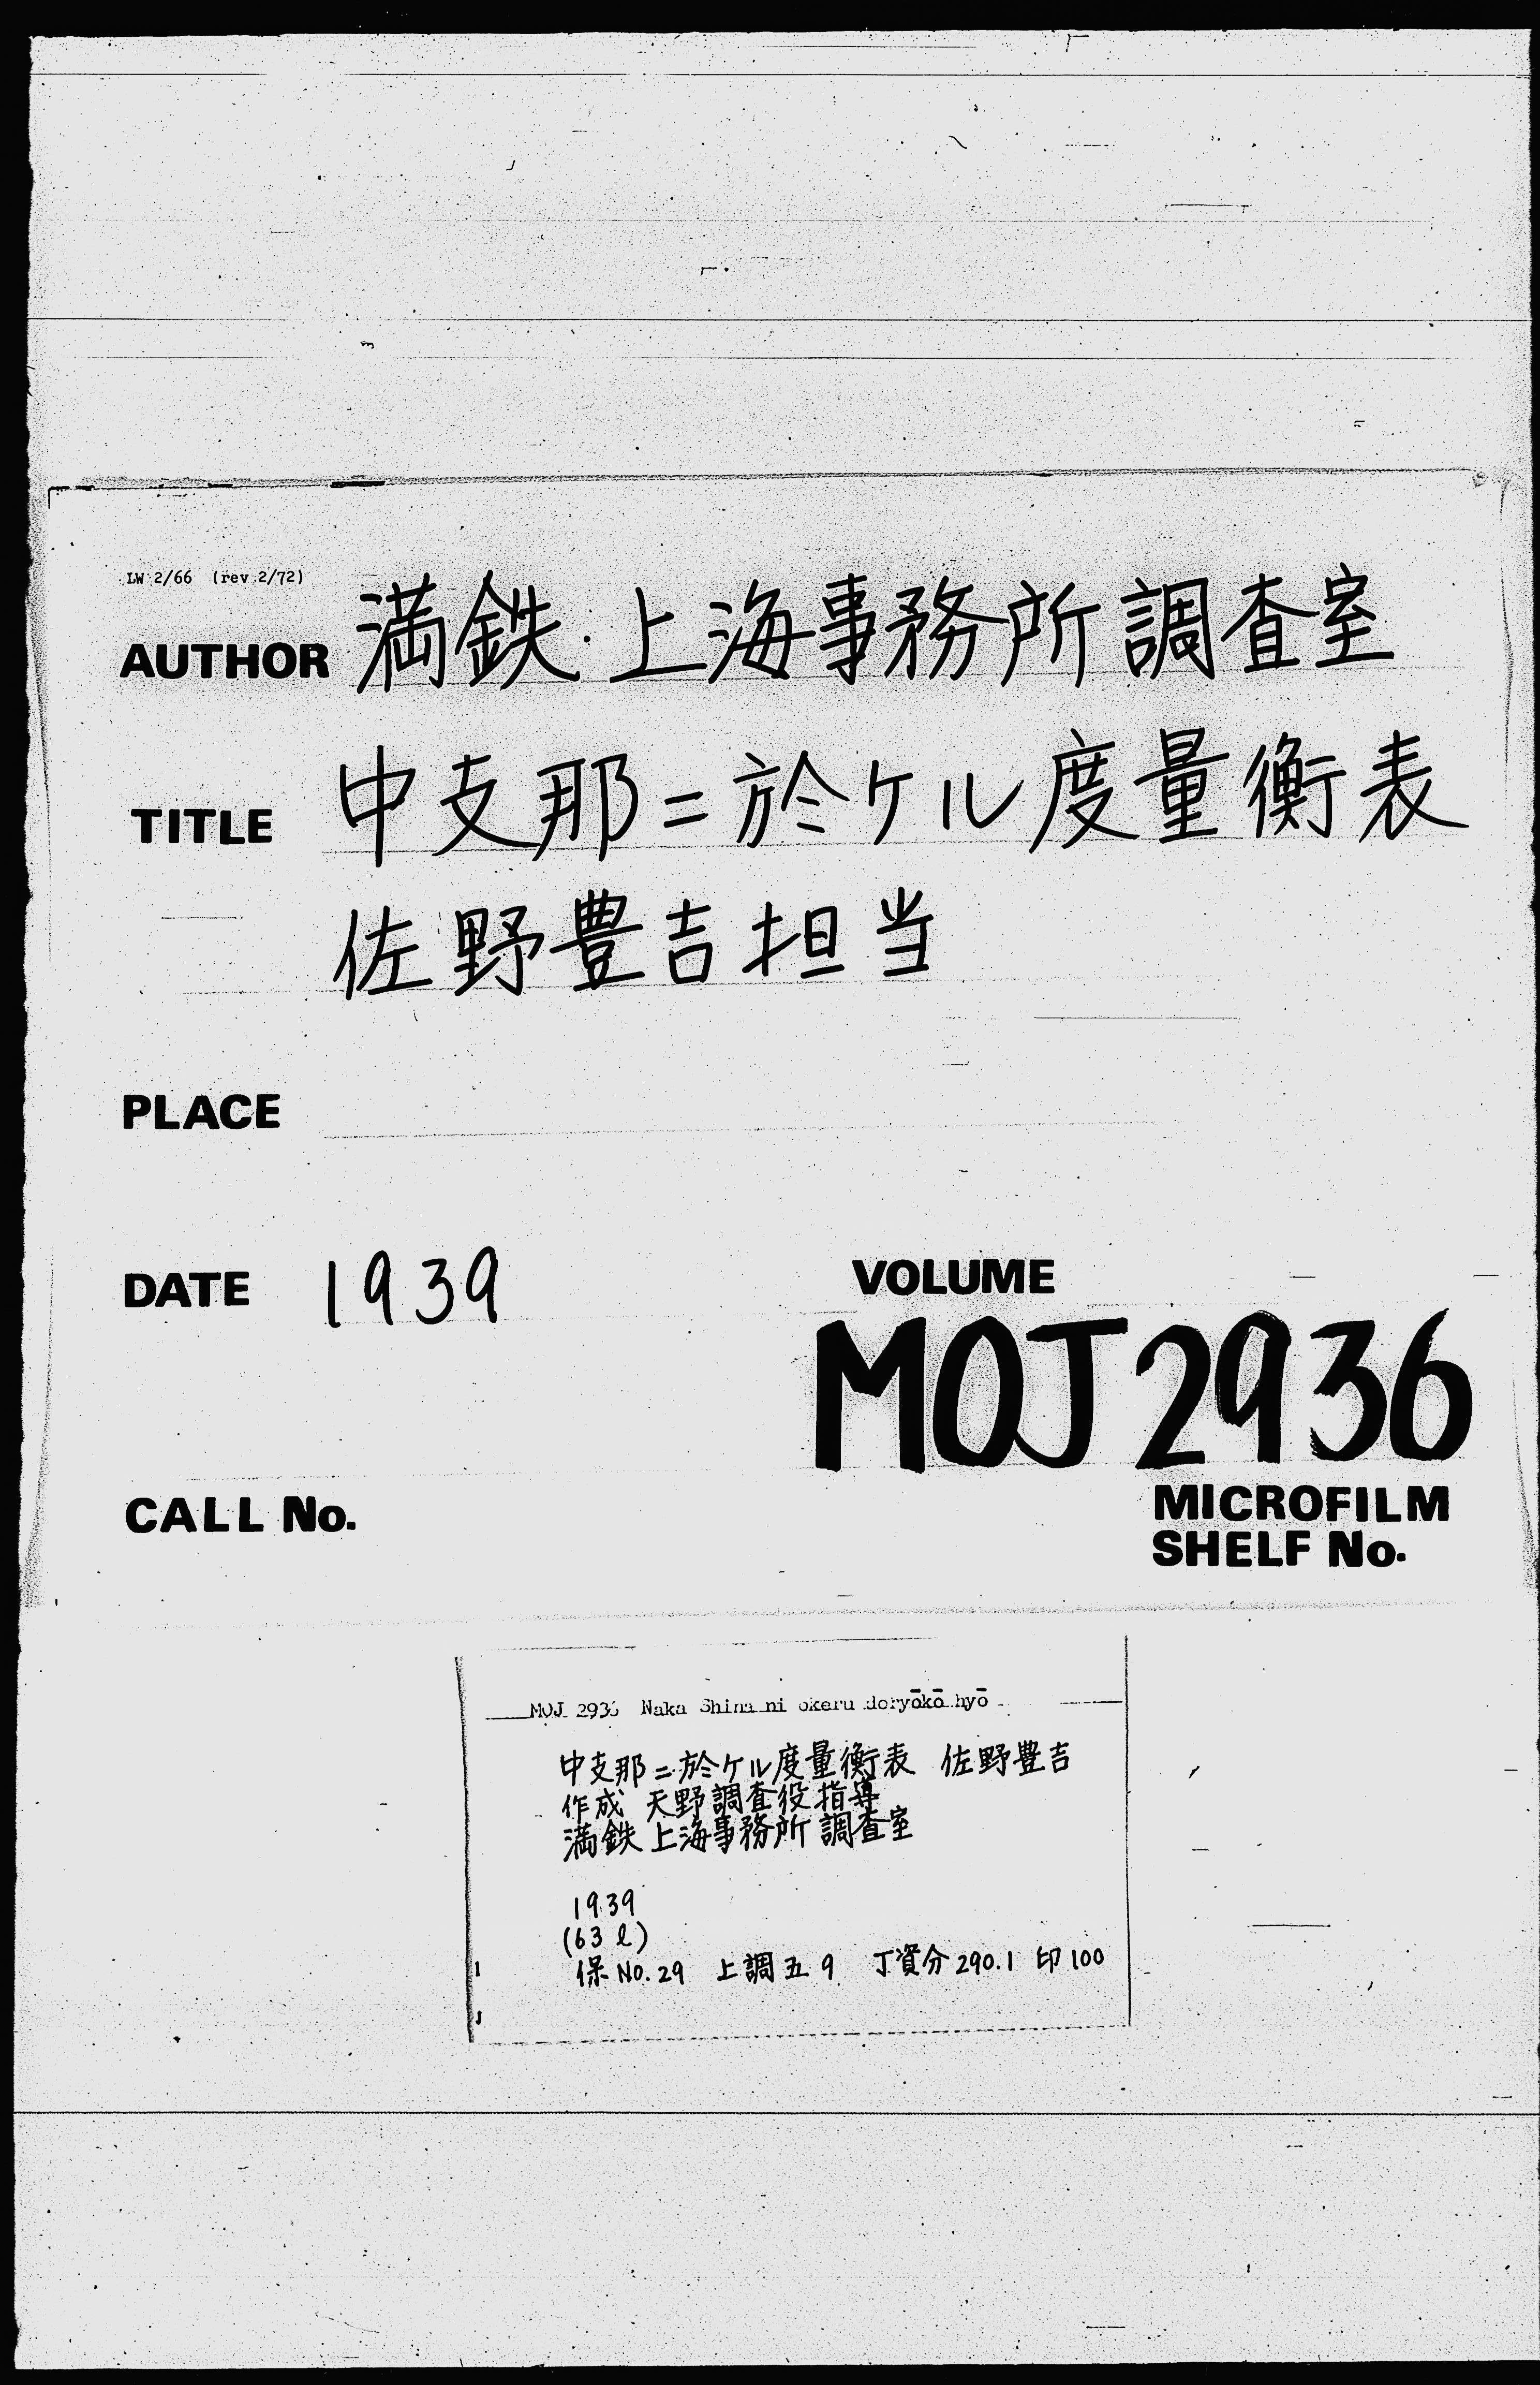 LW 2/66 (rev 2/72)
AUTHOR 満鉄.上海事務所調査室
TITLE 中支那ニ於ケル度量衡表
佐野豊吉担当
PLACE
DATE 1939
VOLUME
MOJ 2936
CALL No.
MICROFILM
SHELF No.
MOJ 2936 Naka Shina ni okeru doryōkō hyō
中支那ニ於ケル度量衡表 佐野豊吉
作成 天野調査役指導
満鉄上海事務所調査室
1939
(63 l)
保 No. 29 上調五 9 丁資分 290.1 印 100